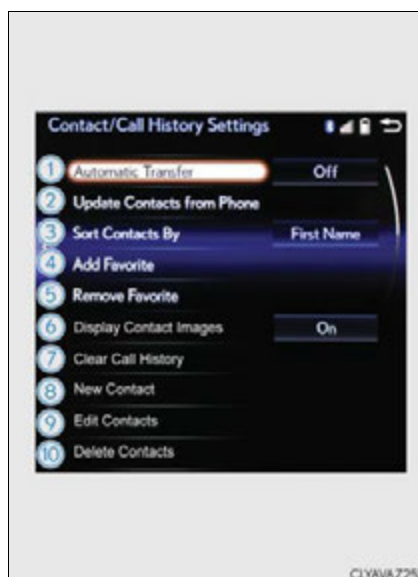 Contact/Call History Settings
1 Automatic Transfer Off
2 Update Contacts from Phone
3 Sort Contacts By First Name
4 Add Favorite
5 Remove Favorite
6 Display Contact Images On
7 Clear Call History
8 New Contact
9 Edit Contacts
10 Delete Contacts